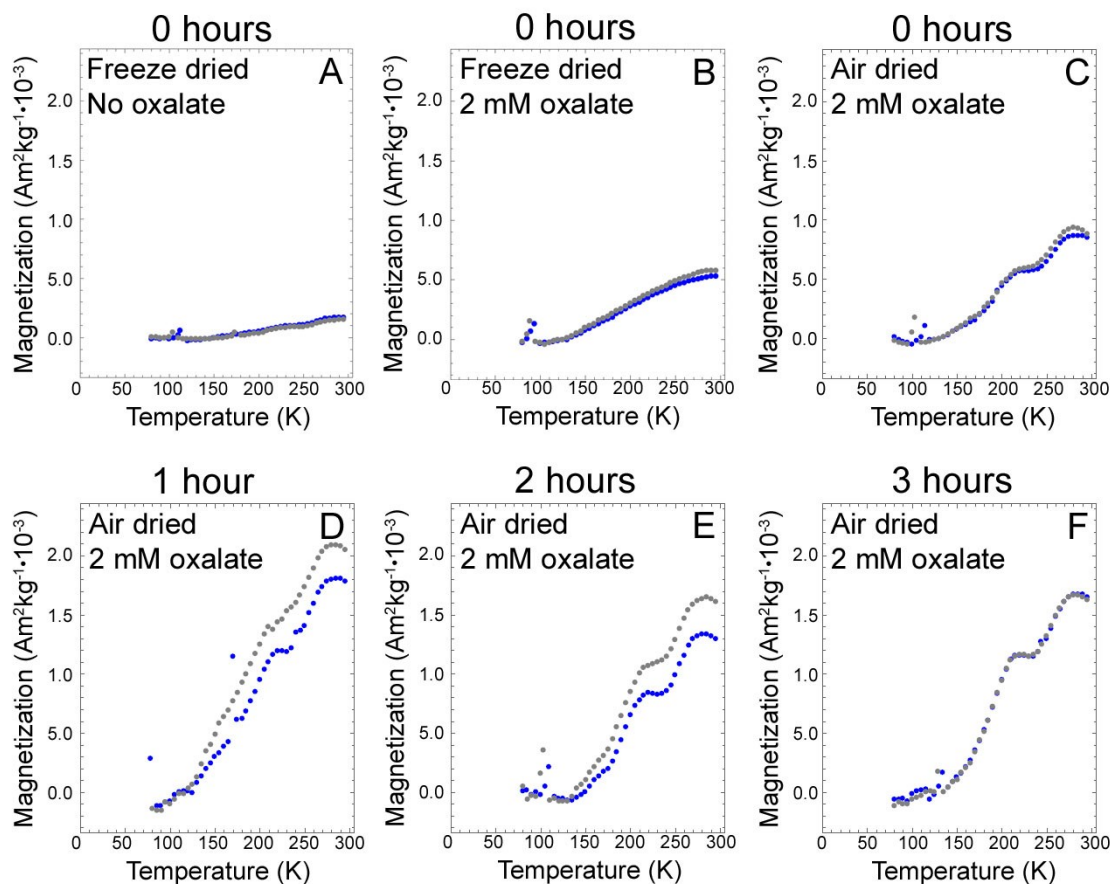 0 hours
Freeze dried
No oxalate
A
Magnetization (Am²kg⁻¹·10⁻³)
2.0
1.5
1.0
5.0
0.0
0 50 100 150 200 250 300
Temperature (K)
0 hours
Freeze dried
2 mM oxalate
B
Magnetization (Am²kg⁻¹·10⁻³)
2.0
1.5
1.0
5.0
0.0
0 50 100 150 200 250 300
Temperature (K)
0 hours
Air dried
2 mM oxalate
C
Magnetization (Am²kg⁻¹·10⁻³)
2.0
1.5
1.0
5.0
0.0
0 50 100 150 200 250 300
Temperature (K)
1 hour
Air dried
2 mM oxalate
D
Magnetization (Am²kg⁻¹·10⁻³)
2.0
1.5
1.0
5.0
0.0
0 50 100 150 200 250 300
Temperature (K)
2 hours
Air dried
2 mM oxalate
E
Magnetization (Am²kg⁻¹·10⁻³)
2.0
1.5
1.0
5.0
0.0
0 50 100 150 200 250 300
Temperature (K)
3 hours
Air dried
2 mM oxalate
F
Magnetization (Am²kg⁻¹·10⁻³)
2.0
1.5
1.0
5.0
0.0
0 50 100 150 200 250 300
Temperature (K)